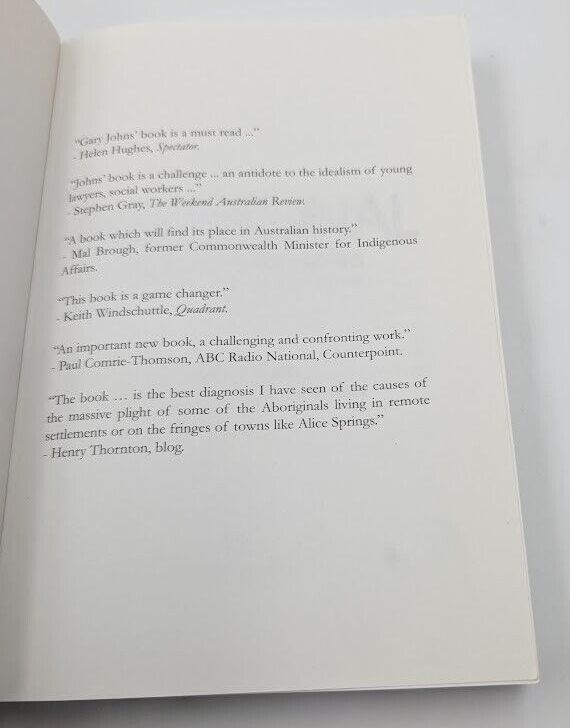 “Gary Johns’ book is a must read ...”
- Helen Hughes, Spectator.
“Johns’ book is a challenge ... an antidote to the idealism of young
lawyers, social workers ...”
- Stephen Gray, The Weekend Australian Review.
“A book which will find its place in Australian history.”
- Mal Brough, former Commonwealth Minister for Indigenous
Affairs.
“This book is a game changer.”
- Keith Windschuttle, Quadrant.
“An important new book, a challenging and confronting work.”
- Paul Comrie-Thomson, ABC Radio National, Counterpoint.
“The book … is the best diagnosis I have seen of the causes of
the massive plight of some of the Aboriginals living in remote
settlements or on the fringes of towns like Alice Springs.”
- Henry Thornton, blog.